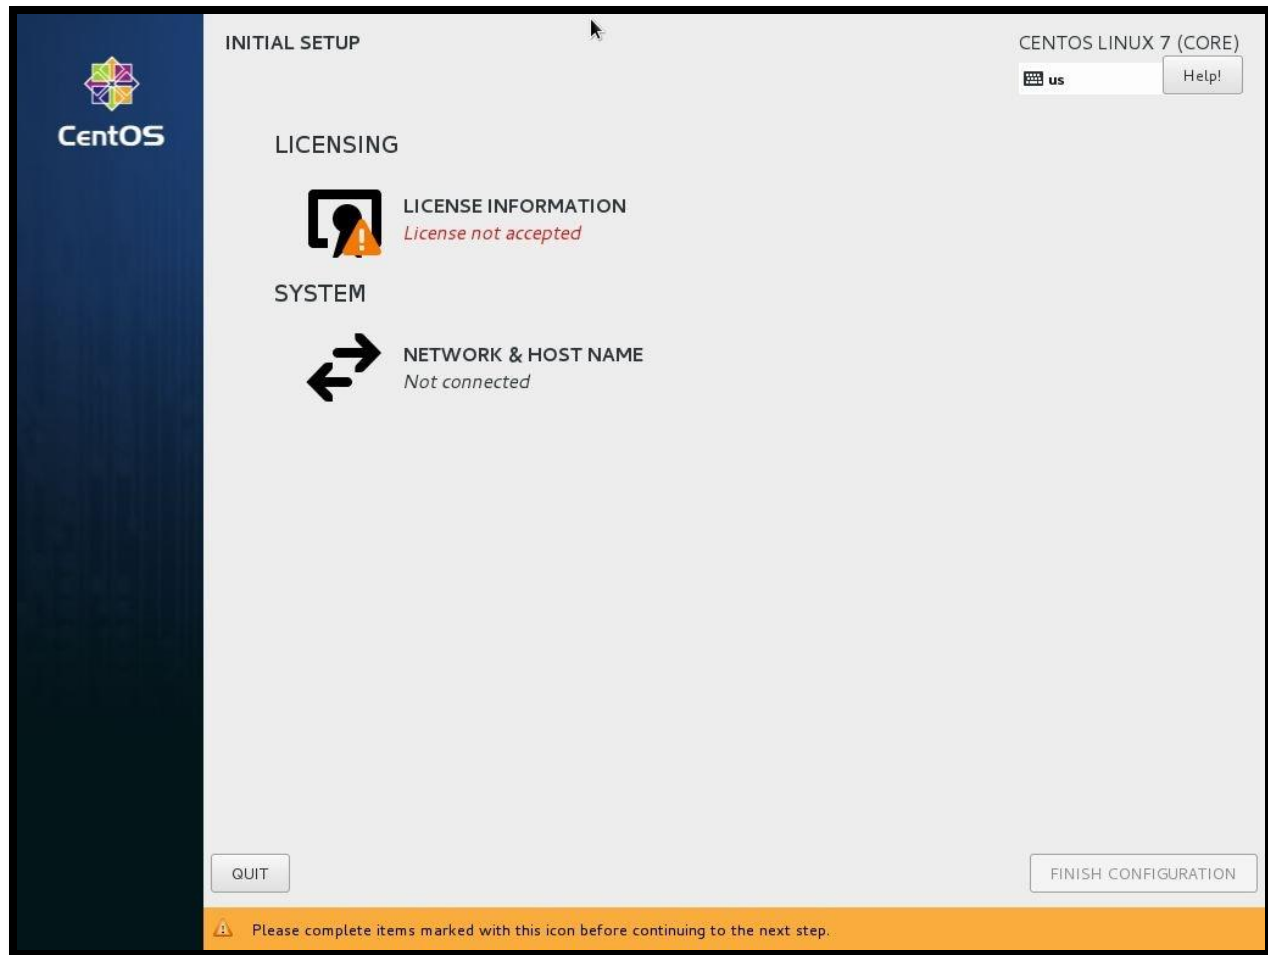 INITIAL SETUP
CENTOS LINUX 7 (CORE)
us
Help!
CentOS
LICENSING
LICENSE INFORMATION
License not accepted
SYSTEM
NETWORK & HOST NAME
Not connected
QUIT
FINISH CONFIGURATION
Please complete items marked with this icon before continuing to the next step.